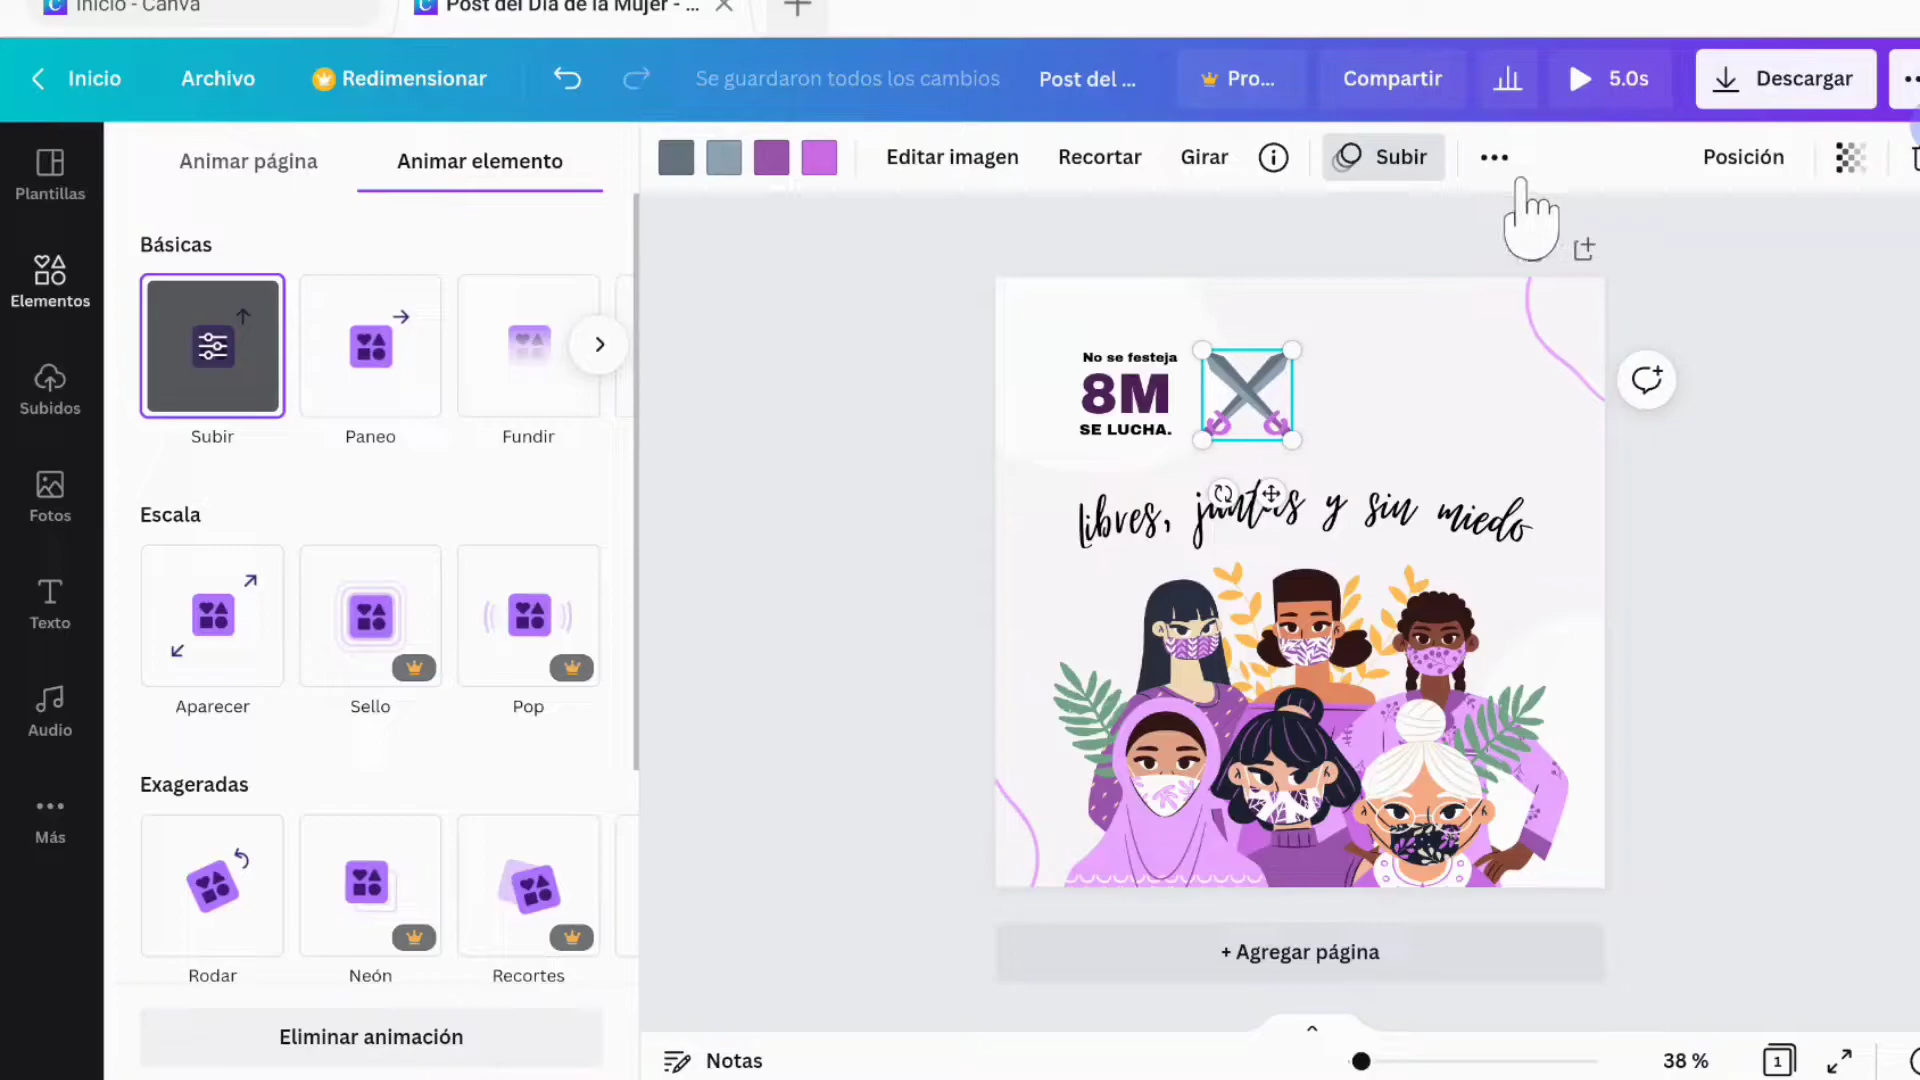 Inicio - Canva
Post del Día de la Mujer - ...
Inicio
Archivo
Redimensionar
Se guardaron todos los cambios
Post del ...
Pro...
Compartir
5.0s
Descargar
Plantillas
Elementos
Subidos
Fotos
Texto
Audio
Más
Animar página
Animar elemento
Básicas
Subir
Paneo
Fundir
Escala
Aparecer
Sello
Pop
Exageradas
Rodar
Neón
Recortes
Eliminar animación
Editar imagen
Recortar
Girar
Subir
Posición
No se festeja
8M
SE LUCHA.
libres, juntas y sin miedo
+ Agregar página
Notas
38 %
1